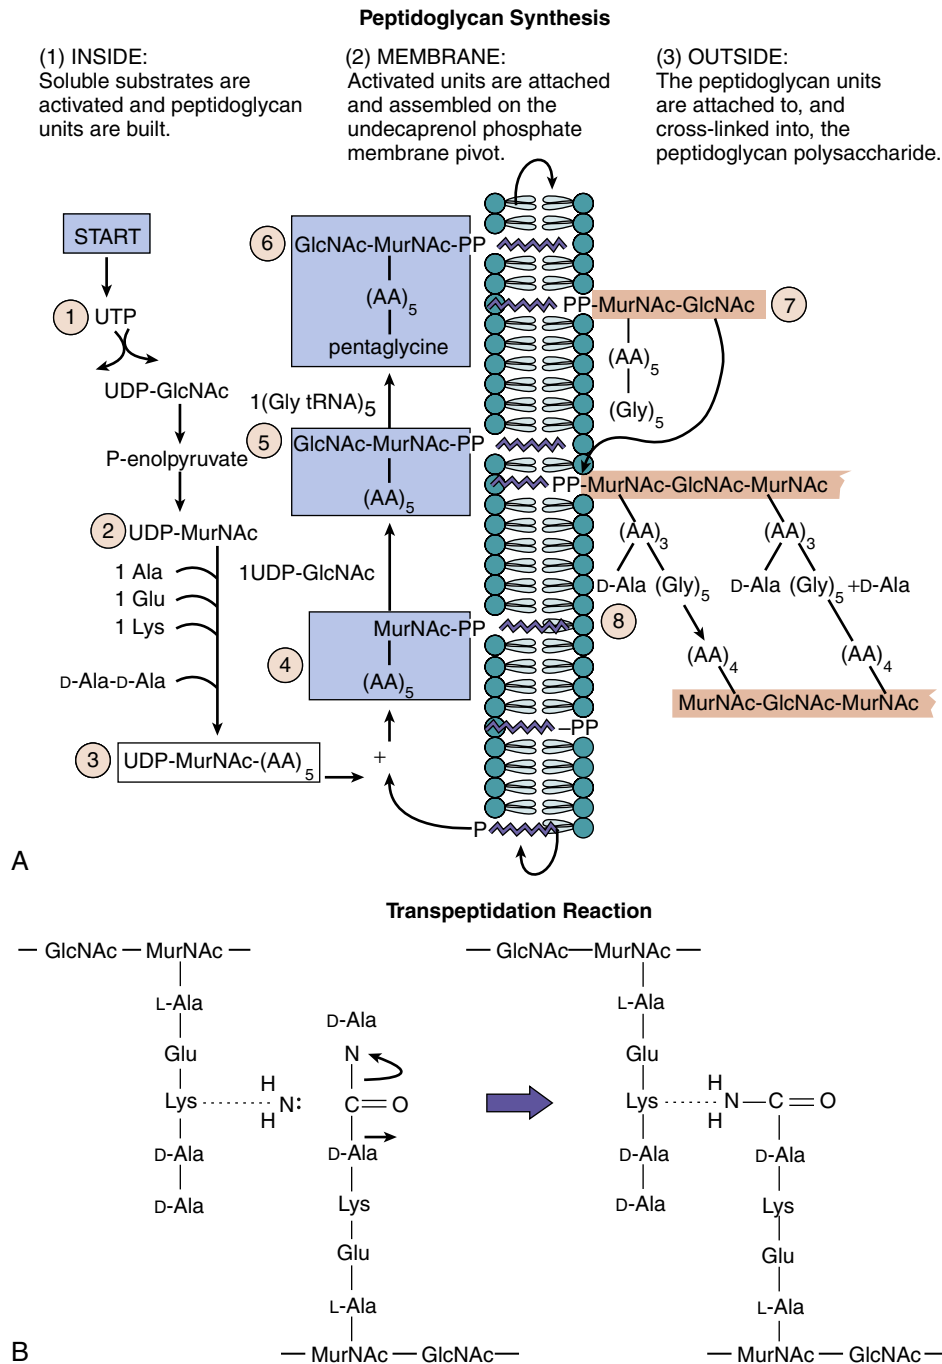 Peptidoglycan Synthesis
(1) INSIDE:
Soluble substrates are
activated and peptidoglycan
units are built.
(2) MEMBRANE:
Activated units are attached
and assembled on the
undecaprenol phosphate
membrane pivot.
(3) OUTSIDE:
The peptidoglycan units
are attached to, and
cross-linked into, the
peptidoglycan polysaccharide.
START
1 UTP
UDP-GlcNAc
P-enolpyruvate
2 UDP-MurNAc
1 Ala
1 Glu
1 Lys
D-Ala-D-Ala
3 UDP-MurNAc-(AA)5
+
P
4 MurNAc-PP
(AA)5
1UDP-GlcNAc
5 GlcNAc-MurNAc-PP
(AA)5
1(Gly tRNA)5
6 GlcNAc-MurNAc-PP
(AA)5
pentaglycine
PP-MurNAc-GlcNAc 7
(AA)5
(Gly)5
PP-MurNAc-GlcNAc-MurNAc
(AA)3 (AA)3
D-Ala (Gly)5 D-Ala (Gly)5 +D-Ala
8
(AA)4 (AA)4
MurNAc-GlcNAc-MurNAc
–PP
A
Transpeptidation Reaction
GlcNAc MurNAc
L-Ala
Glu
Lys
D-Ala
D-Ala
H
H
N:
D-Ala
N
C=O
D-Ala
Lys
Glu
L-Ala
MurNAc GlcNAc
GlcNAc MurNAc
L-Ala
Glu
Lys
D-Ala
D-Ala
H
H
N C=O
D-Ala
Lys
Glu
L-Ala
MurNAc GlcNAc
B